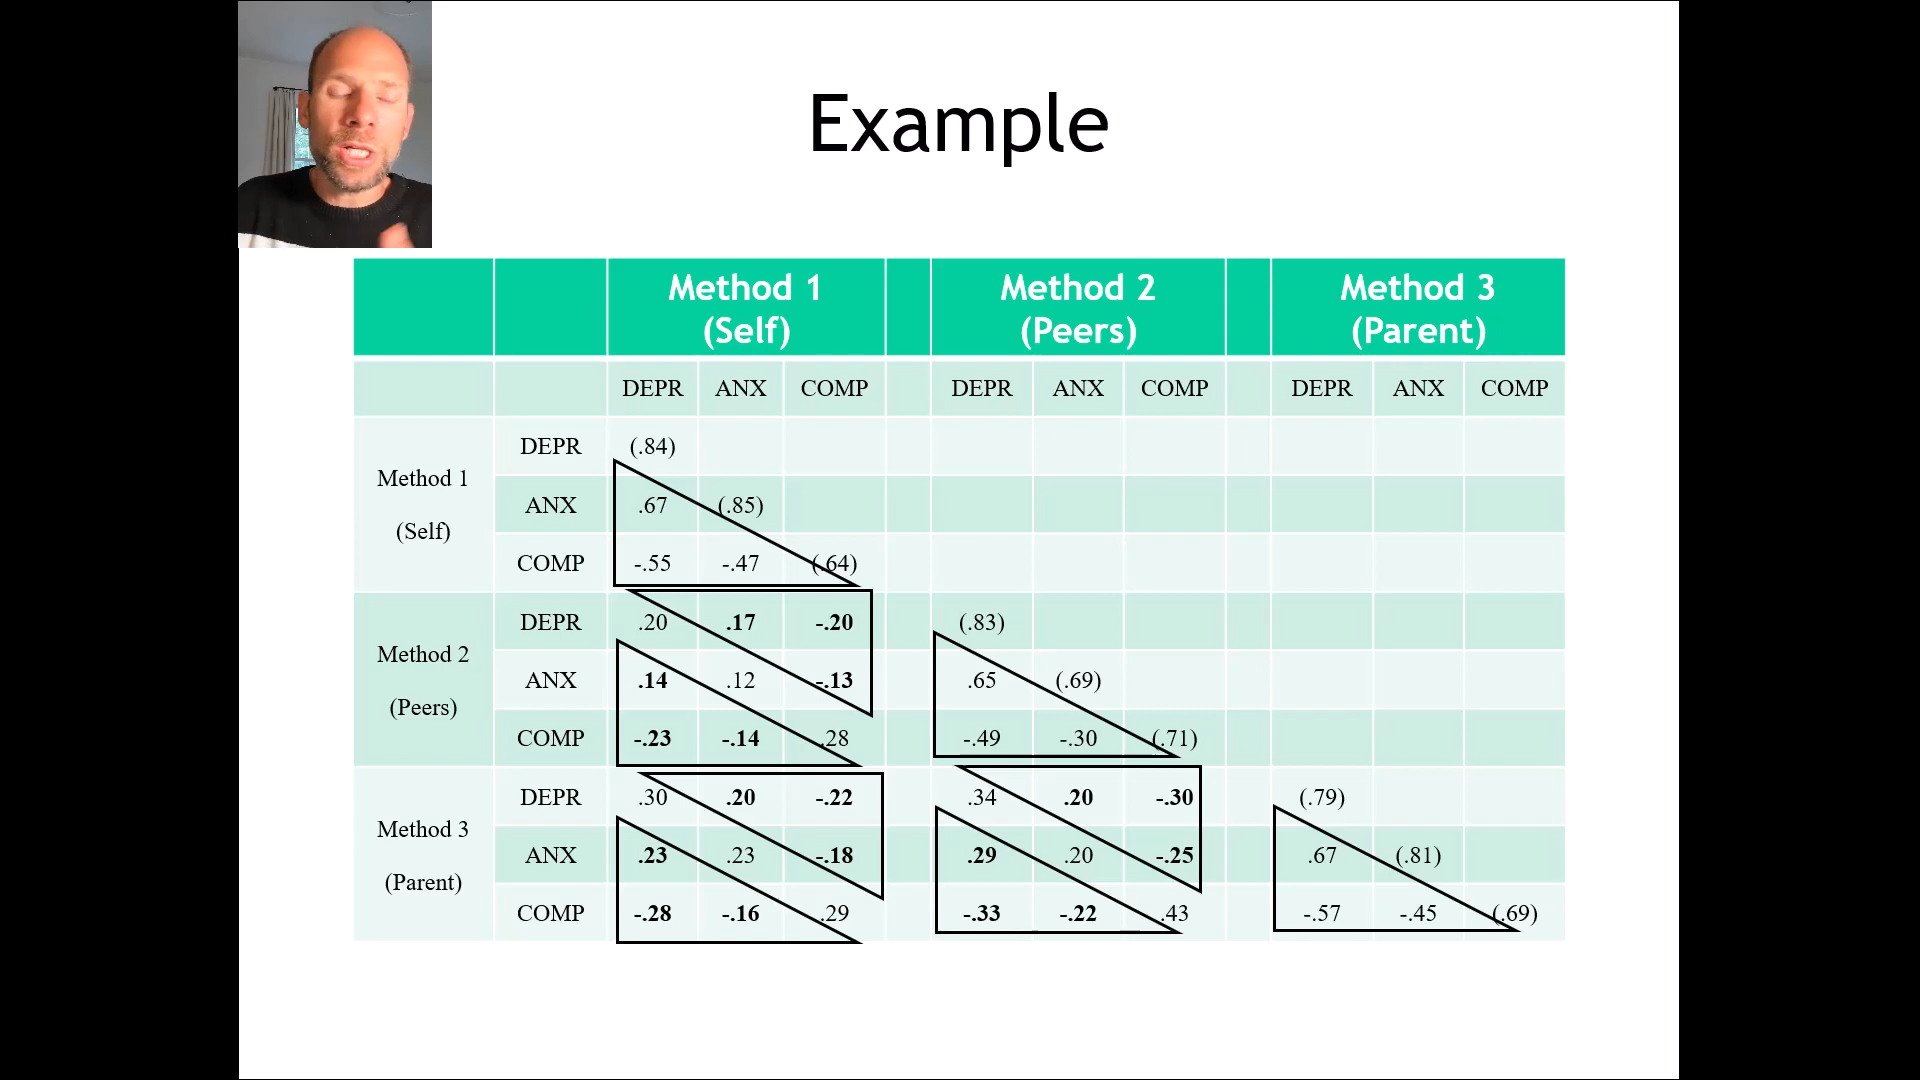 Example
Method 1 (Self) Method 2 (Peers) Method 3 (Parent)
DEPR ANX COMP DEPR ANX COMP DEPR ANX COMP
Method 1 (Self)
DEPR (.84)
ANX .67 (.85)
COMP -.55 -.47 (.64)
Method 2 (Peers)
DEPR .20 .17 -.20 (.83)
ANX .14 .12 -.13 .65 (.69)
COMP -.23 -.14 .28 -.49 -.30 (.71)
Method 3 (Parent)
DEPR .30 .20 -.22 .34 .20 -.30 (.79)
ANX .23 .23 -.18 .29 .20 -.25 .67 (.81)
COMP -.28 -.16 .29 -.33 -.22 .43 -.57 -.45 (.69)